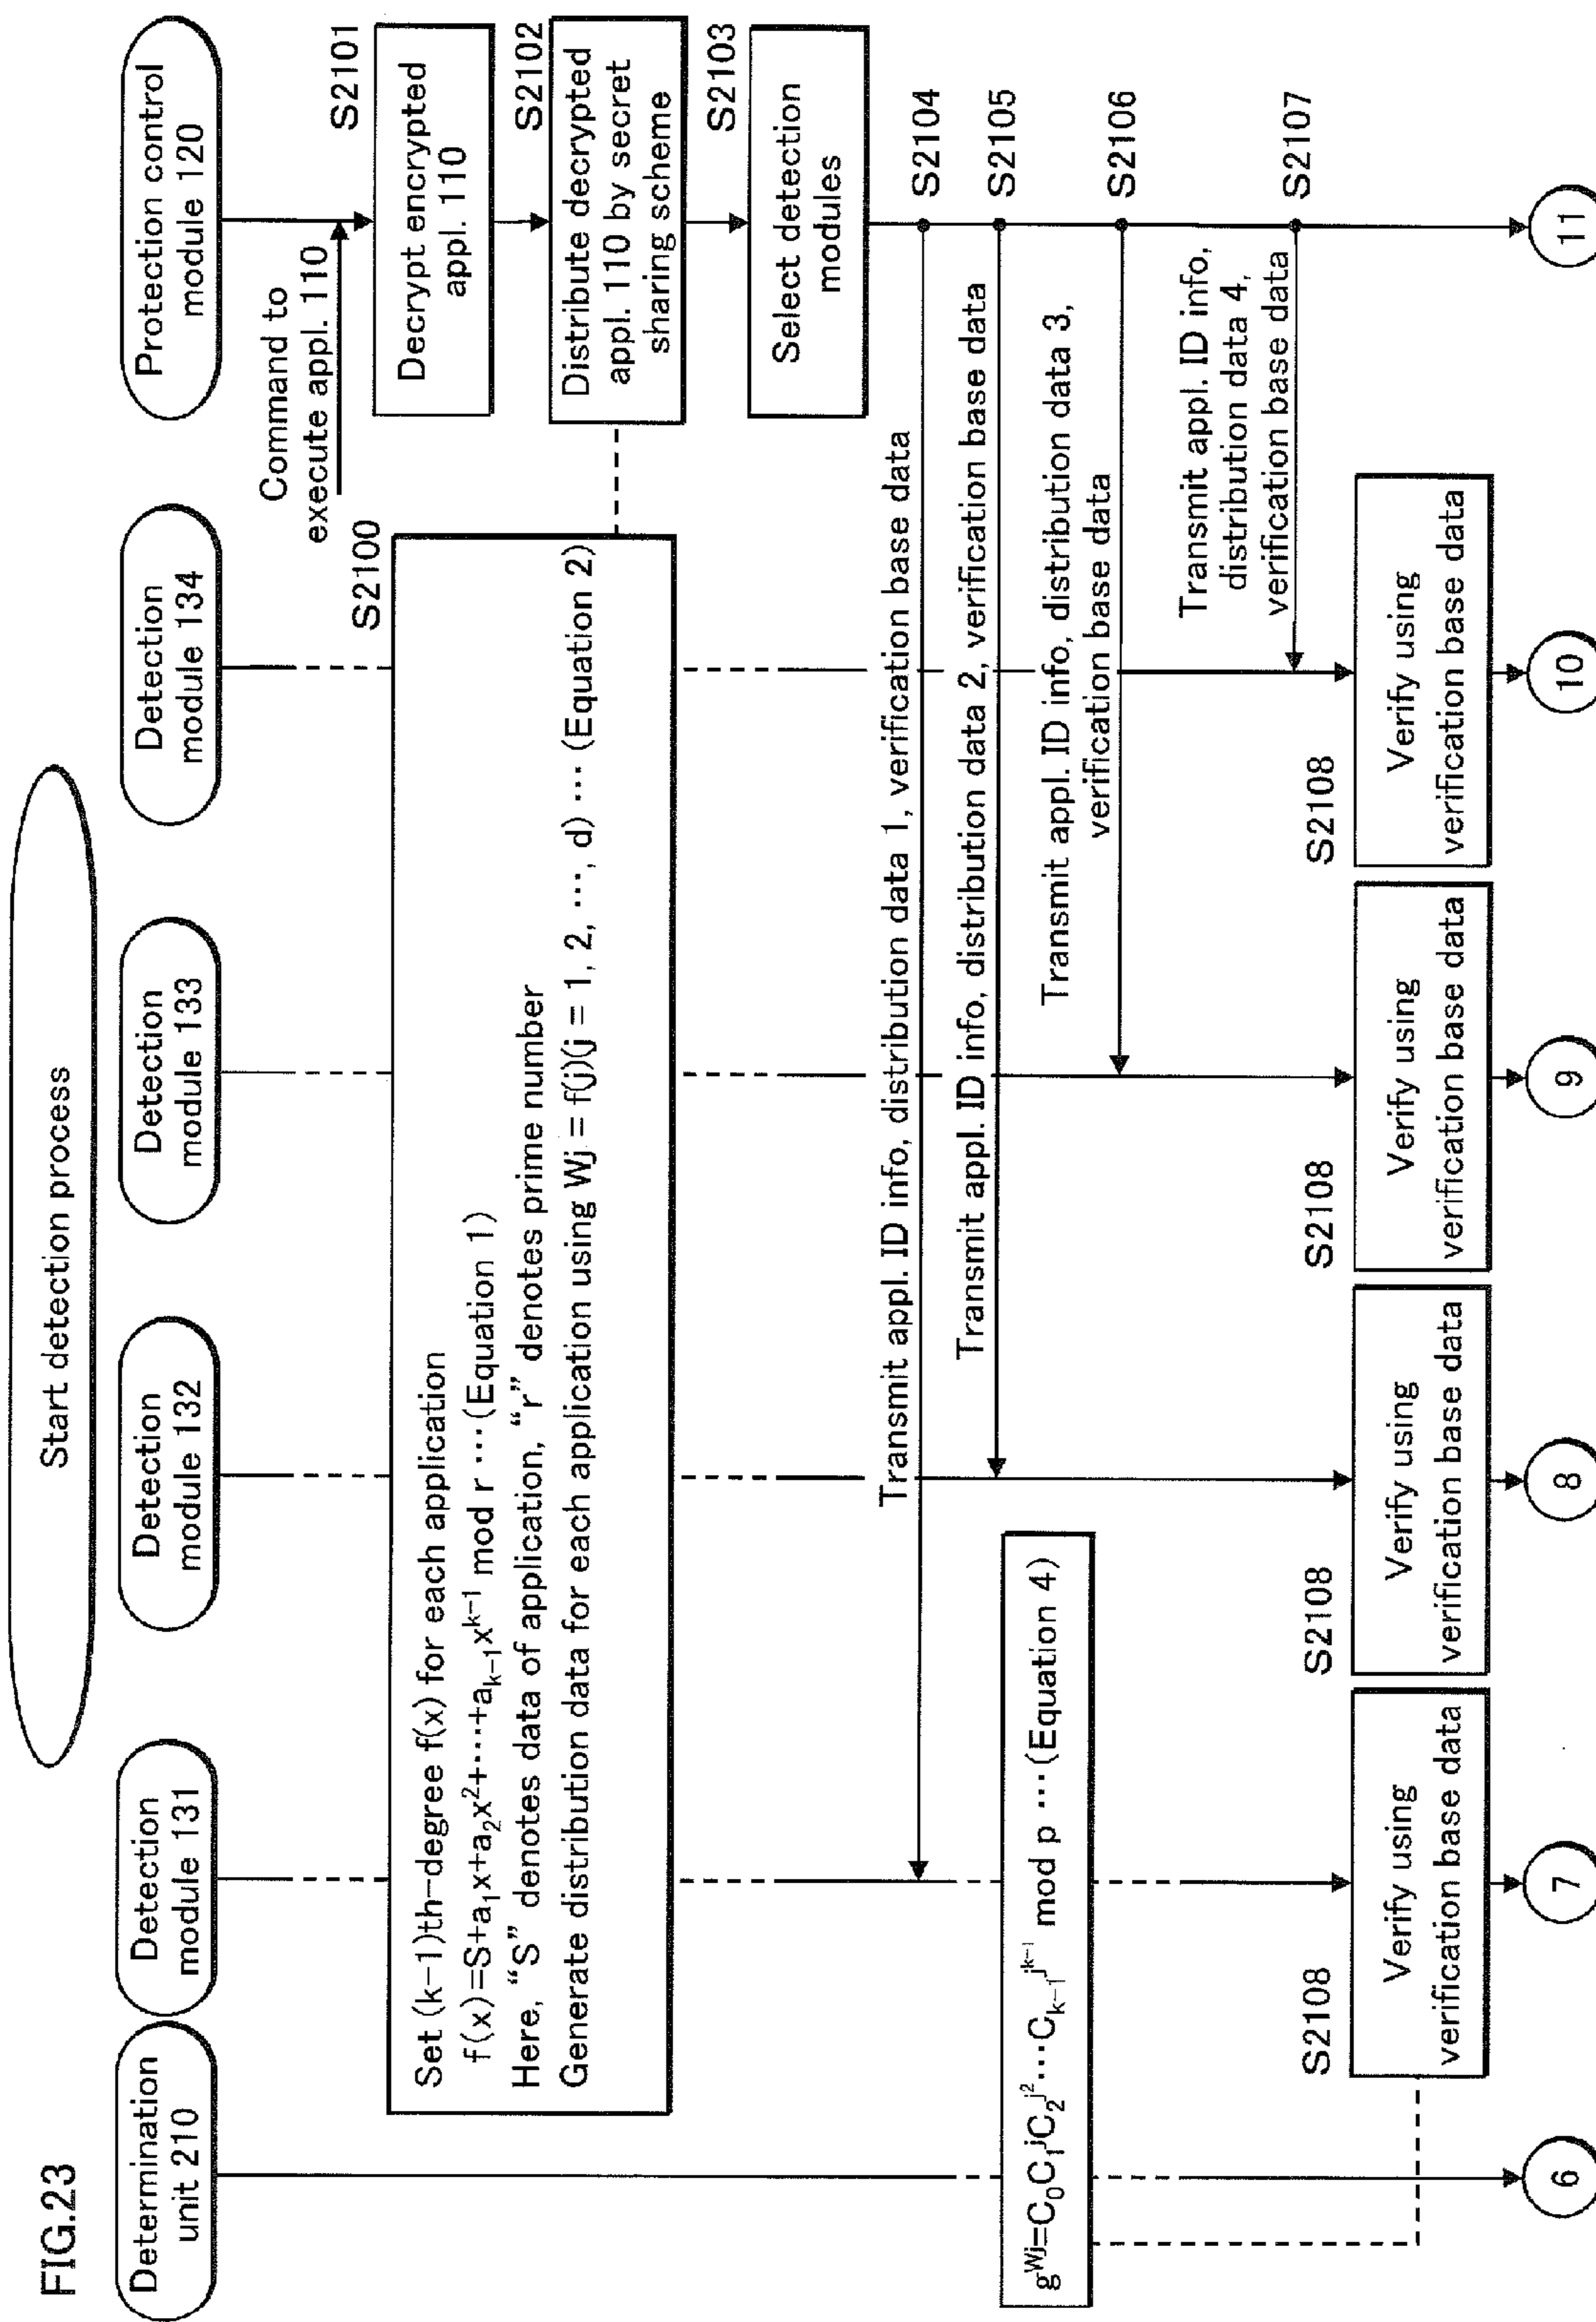 FIG.23
Start detection process
Determination
unit 210
Detection
module 131
Detection
module 132
Detection
module 133
Detection
module 134
Protection control
module 120
Command to
execute appl. 110
S2101
Decrypt encrypted
appl. 110
S2100
Set (k−1)th−degree f(x) for each application
f(x)=S+a₁x+a₂x²+⋯+aₖ₋₁xᵏ⁻¹ mod r ⋯(Equation 1)
Here, “S” denotes data of application, “r” denotes prime number
Generate distribution data for each application using Wj = f(j)(j = 1, 2, ⋯, d) ⋯ (Equation 2)
S2102
Distribute decrypted
appl. 110 by secret
sharing scheme
S2103
Select detection
modules
S2104
Transmit appl. ID info, distribution data 1, verification base data
S2105
Transmit appl. ID info, distribution data 2, verification base data
S2106
Transmit appl. ID info, distribution data 3,
verification base data
S2107
Transmit appl. ID info,
distribution data 4,
verification base data
g^Wj=C₀C₁^jC₂^j²⋯Cₖ₋₁^j^k−1 mod p ⋯(Equation 4)
S2108
Verify using
verification base data
S2108
Verify using
verification base data
S2108
Verify using
verification base data
S2108
Verify using
verification base data
6
7
8
9
10
11